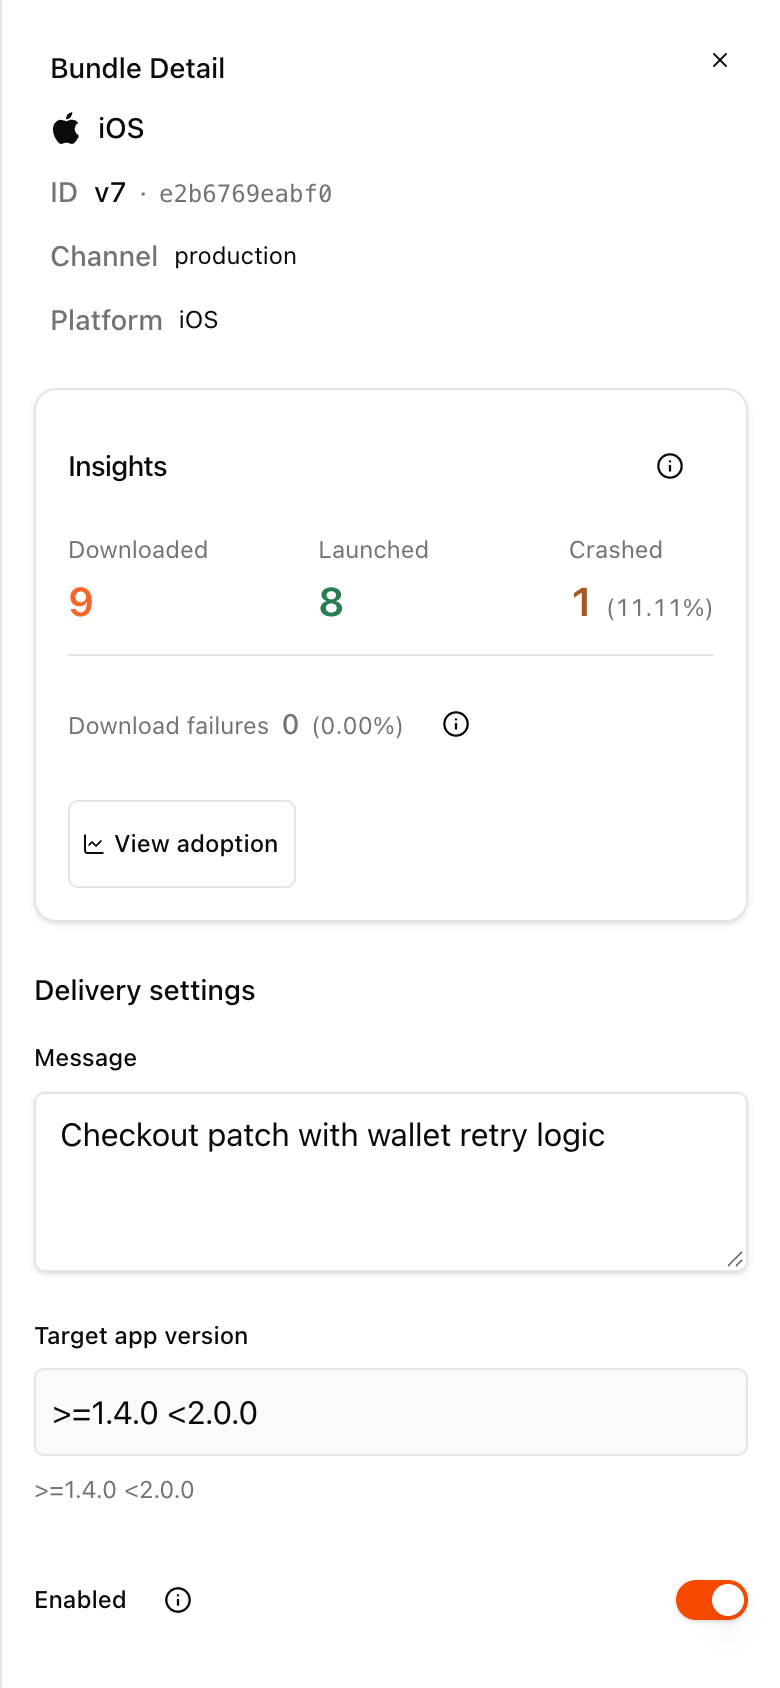 Bundle Detail
iOS
ID v7 · e2b6769eabf0
Channel production
Platform iOS
Insights
Downloaded Launched Crashed
9 8 1 (11.11%)
Download failures 0 (0.00%)
View adoption
Delivery settings
Message
Checkout patch with wallet retry logic
Target app version
>=1.4.0 <2.0.0
>=1.4.0 <2.0.0
Enabled